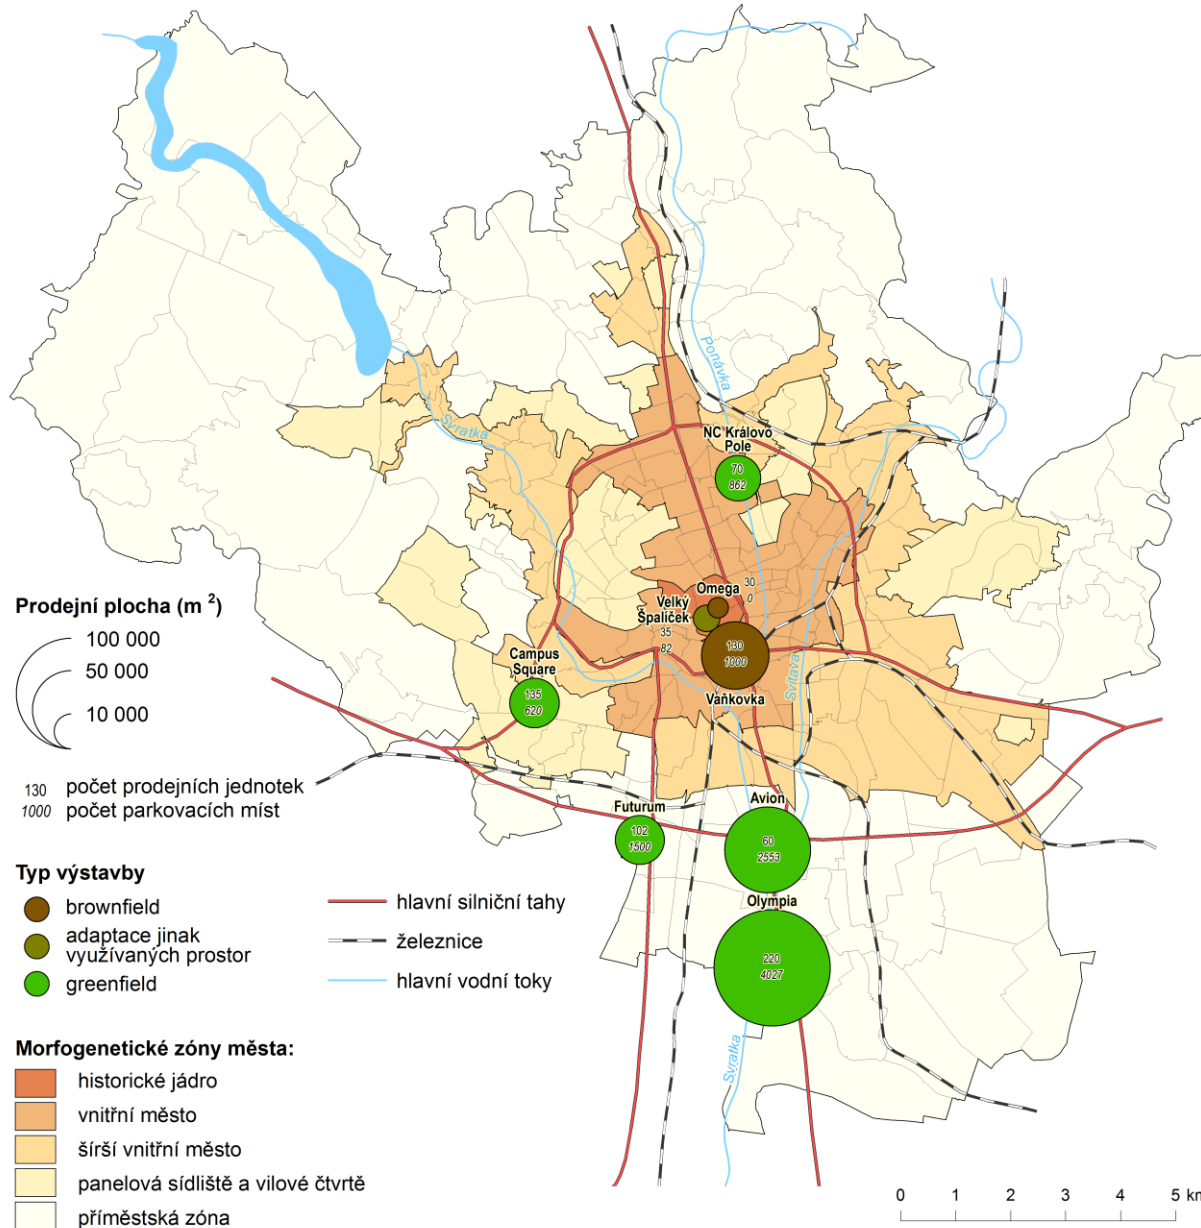 Ponávka
Svratka
NC Královo
Pole
70
862
30
0
Omega
Velký
Špalíček
35
82
130
1000
Vaňkovka
Svitava
Campus
Square
135
620
Futurum
102
1500
Avion
60
2553
Olympia
220
4027
Svratka
Prodejní plocha (m 2)
100 000
50 000
10 000
130 počet prodejních jednotek
1000 počet parkovacích míst
Typ výstavby
brownfield
adaptace jinak
využívaných prostor
greenfield
hlavní silniční tahy
železnice
hlavní vodní toky
Morfogenetické zóny města:
historické jádro
vnitřní město
šírší vnitřní město
panelová sídliště a vilové čtvrtě
příměstská zóna
0 1 2 3 4 5 km